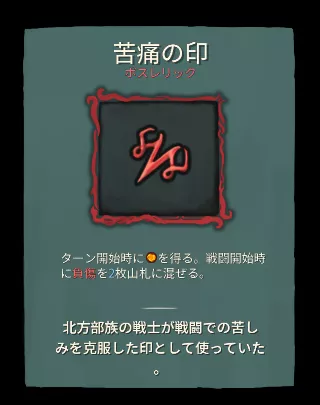 苦痛の印
ボスレリック
ターン開始時に を得る。戦闘開始時
に負傷を2枚山札に混ぜる。
北方部族の戦士が戦闘での苦し
みを克服した印として使っていた
。